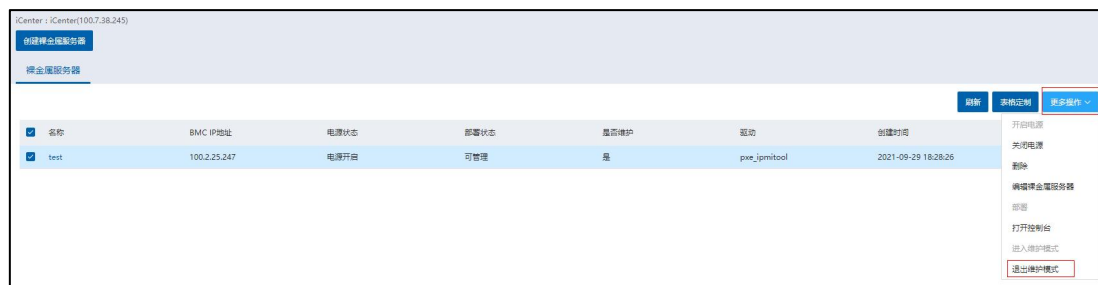 iCenter : iCenter(100.7.38.245)
创建裸金属服务器
裸金属服务器
刷新 表格定制 更多操作
名称 BMC IP地址 电源状态 部署状态 是否维护 驱动 创建时间
test 100.2.25.247 电源开启 可管理 是 pxe_ipmitool 2021-09-29 18:28:26
开启电源
关闭电源
删除
编辑裸金属服务器
部署
打开控制台
进入维护模式
退出维护模式